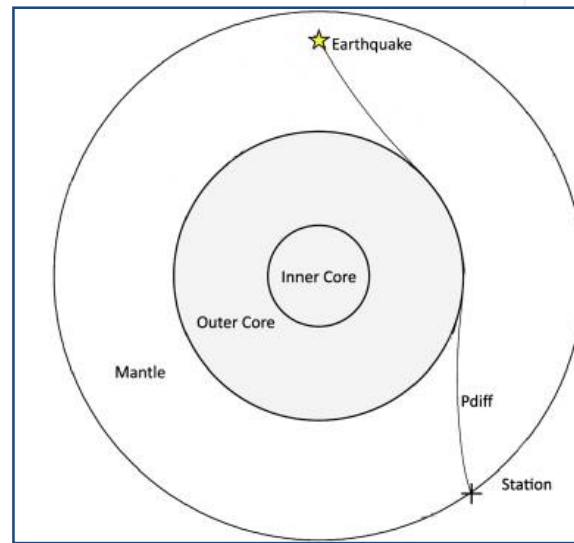 Earthquake
Inner Core
Outer Core
Mantle
Pdiff
Station